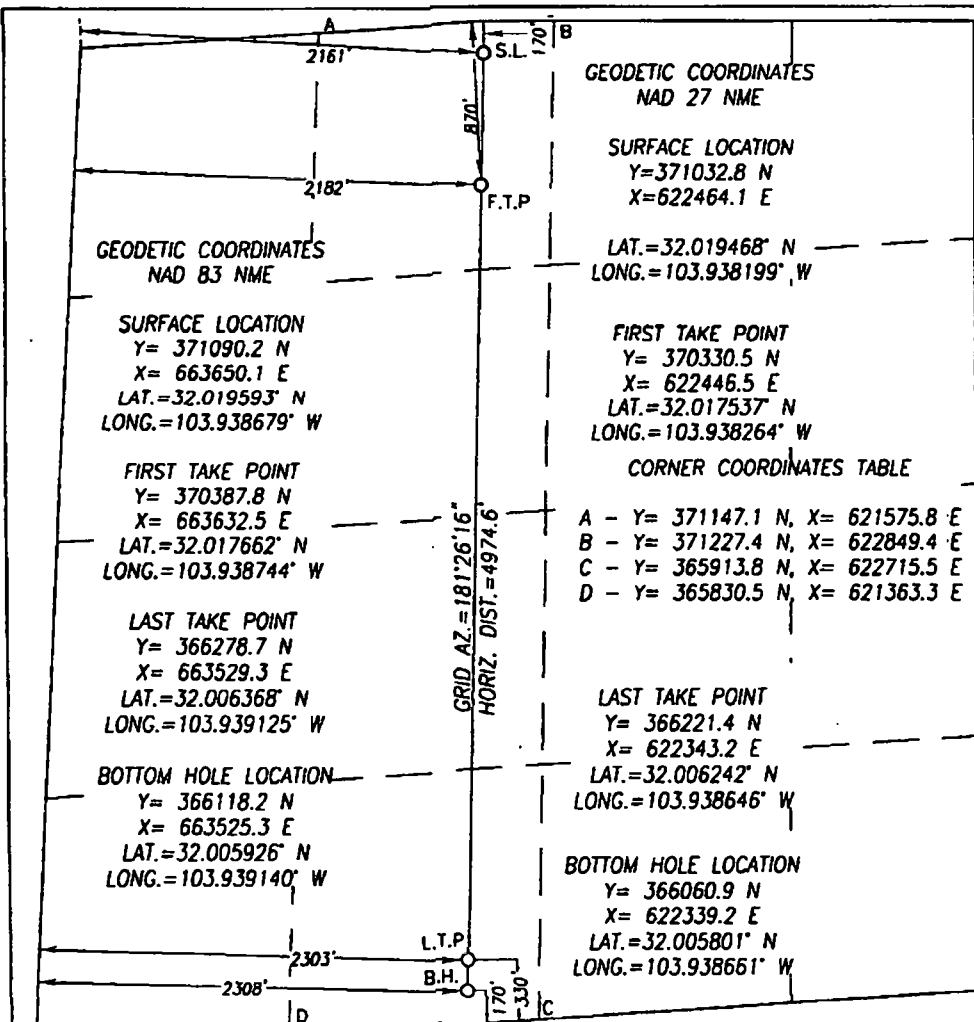 A
2161'
S.L.
170'
B
870'
2182'
F.T.P
GEODETIC COORDINATES
NAD 83 NME
SURFACE LOCATION
Y= 371090.2 N
X= 663650.1 E
LAT.=32.019593° N
LONG.=103.938679° W
FIRST TAKE POINT
Y= 370387.8 N
X= 663632.5 E
LAT.=32.017662° N
LONG.=103.938744° W
LAST TAKE POINT
Y= 366278.7 N
X= 663529.3 E
LAT.=32.006368° N
LONG.=103.939125° W
BOTTOM HOLE LOCATION
Y= 366118.2 N
X= 663525.3 E
LAT.=32.005926° N
LONG.=103.939140° W
GRID AZ.=181°26'16"
HORIZ. DIST.=4974.6'
GEODETIC COORDINATES
NAD 27 NME
SURFACE LOCATION
Y=371032.8 N
X=622464.1 E
LAT.=32.019468° N
LONG.=103.938199° W
FIRST TAKE POINT
Y= 370330.5 N
X= 622446.5 E
LAT.=32.017537° N
LONG.=103.938264° W
CORNER COORDINATES TABLE
A - Y= 371147.1 N, X= 621575.8 E
B - Y= 371227.4 N, X= 622849.4 E
C - Y= 365913.8 N, X= 622715.5 E
D - Y= 365830.5 N, X= 621363.3 E
LAST TAKE POINT
Y= 366221.4 N
X= 622343.2 E
LAT.=32.006242° N
LONG.=103.938646° W
BOTTOM HOLE LOCATION
Y= 366060.9 N
X= 622339.2 E
LAT.=32.005801° N
LONG.=103.938661° W
L.T.P
2303'
B.H.
2308'
170'
330'
D
C